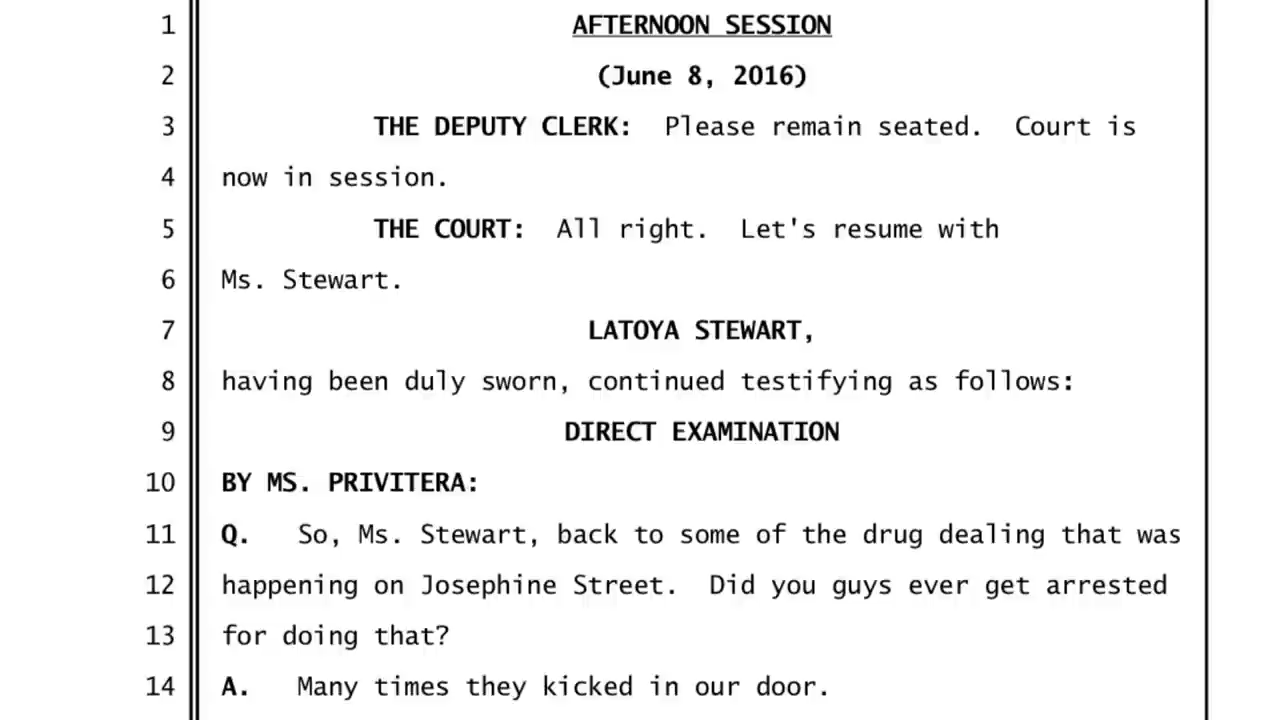 1 AFTERNOON SESSION
2 (June 8, 2016)
3 THE DEPUTY CLERK: Please remain seated. Court is
4 now in session.
5 THE COURT: All right. Let's resume with
6 Ms. Stewart.
7 LATOYA STEWART,
8 having been duly sworn, continued testifying as follows:
9 DIRECT EXAMINATION
10 BY MS. PRIVITERA:
11 Q. So, Ms. Stewart, back to some of the drug dealing that was
12 happening on Josephine Street. Did you guys ever get arrested
13 for doing that?
14 A. Many times they kicked in our door.